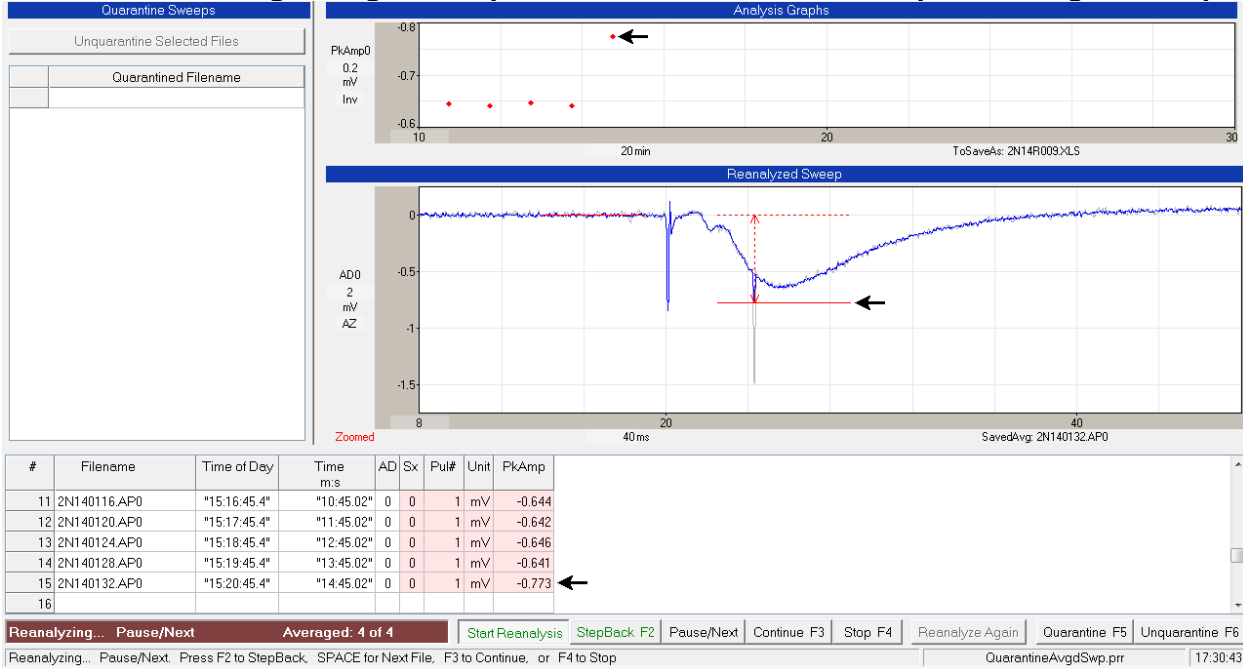 Quarantine Sweeps
Unquarantine Selected Files
Quarantined Filename
Analysis Graphs
PkAmp0
0.2
mV
Inv
-0.8
-0.7
-0.6
10
20
30
20 min
ToSaveAs: 2N14R009.XLS
Reanalyzed Sweep
AD0
2
mV
AZ
0
-0.5
-1
-1.5
8
20
40
Zoomed
40 ms
SavedAvg: 2N140132.AP0
# Filename Time of Day Time m:s AD Sx Pul# Unit PkAmp
11 2N140116.AP0 "15:16:45.4" "10:45.02" 0 0 1 mV -0.644
12 2N140120.AP0 "15:17:45.4" "11:45.02" 0 0 1 mV -0.642
13 2N140124.AP0 "15:18:45.4" "12:45.02" 0 0 1 mV -0.646
14 2N140128.AP0 "15:19:45.4" "13:45.02" 0 0 1 mV -0.641
15 2N140132.AP0 "15:20:45.4" "14:45.02" 0 0 1 mV -0.773
16
Reanalyzing... Pause/Next Averaged: 4 of 4 Start Reanalysis StepBack F2 Pause/Next Continue F3 Stop F4 Reanalyze Again Quarantine F5 Unquarantine F6
Reanalyzing... Pause/Next. Press F2 to StepBack, SPACE for Next File, F3 to Continue, or F4 to Stop QuarantineAvgdSwp.prr 17:30:43